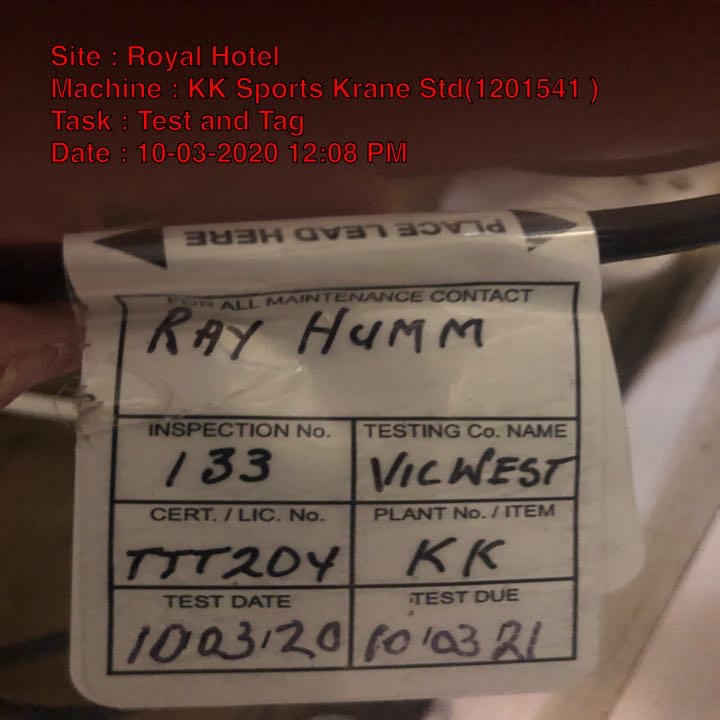 Site : Royal Hotel
Machine : KK Sports Krane Std(1201541 )
Task : Test and Tag
Date : 10-03-2020 12:08 PM
PLACE LEAD HERE
FOR ALL MAINTENANCE CONTACT
RAY HUMM
INSPECTION No.
133
TESTING Co. NAME
VICWEST
CERT. / LIC. No.
TTT204
PLANT No. / ITEM
KK
TEST DATE
10 03 20
TEST DUE
10 03 21